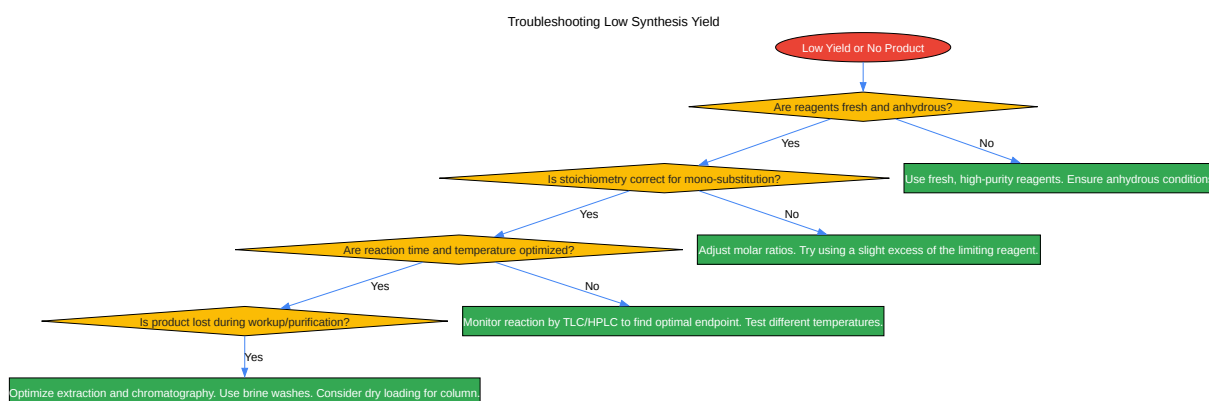 Troubleshooting Low Synthesis Yield
Low Yield or No Product
Are reagents fresh and anhydrous?
Yes
No
Is stoichiometry correct for mono-substitution?
Use fresh, high-purity reagents. Ensure anhydrous condition
Yes
No
Are reaction time and temperature optimized?
Adjust molar ratios. Try using a slight excess of the limiting reagent.
Yes
No
Is product lost during workup/purification?
Monitor reaction by TLC/HPLC to find optimal endpoint. Test different temperatures.
Yes
Optimize extraction and chromatography. Use brine washes. Consider dry loading for column.